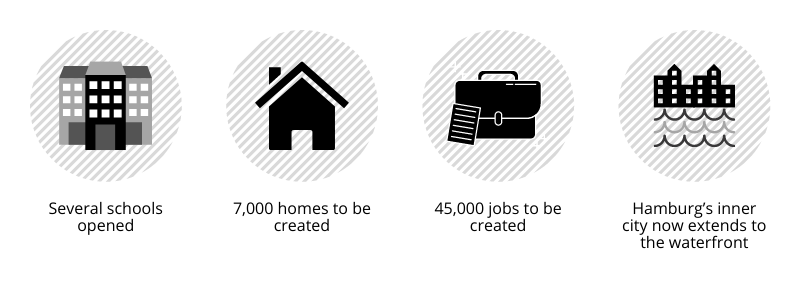 Several schools
opened
7,000 homes to be
created
45,000 jobs to be
created
Hamburg’s inner
city now extends to
the waterfront